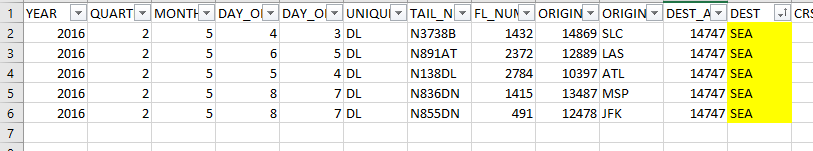 1 YEAR QUART MONTH DAY_O DAY_O UNIQU TAIL_N FL_NUM ORIGIN ORIGIN DEST_A DEST CRS
2 2016 2 5 4 3 DL N3738B 1432 14869 SLC 14747 SEA
3 2016 2 5 6 5 DL N891AT 2372 12889 LAS 14747 SEA
4 2016 2 5 5 4 DL N138DL 2784 10397 ATL 14747 SEA
5 2016 2 5 8 7 DL N836DN 1415 13487 MSP 14747 SEA
6 2016 2 5 8 7 DL N855DN 491 12478 JFK 14747 SEA
7